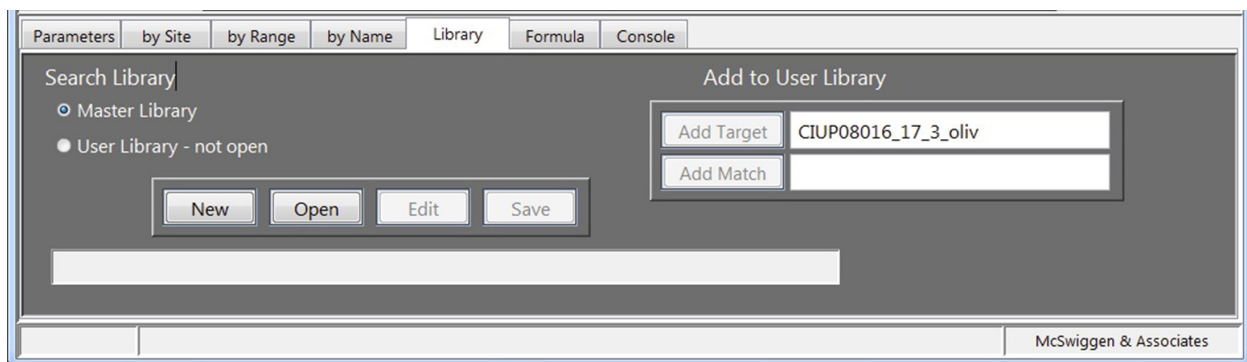 Parameters by Site by Range by Name Library Formula Console
Search Library
Add to User Library
Master Library
User Library - not open
Add Target CIUP08016_17_3_oliv
Add Match
New Open Edit Save
McSwiggen & Associates